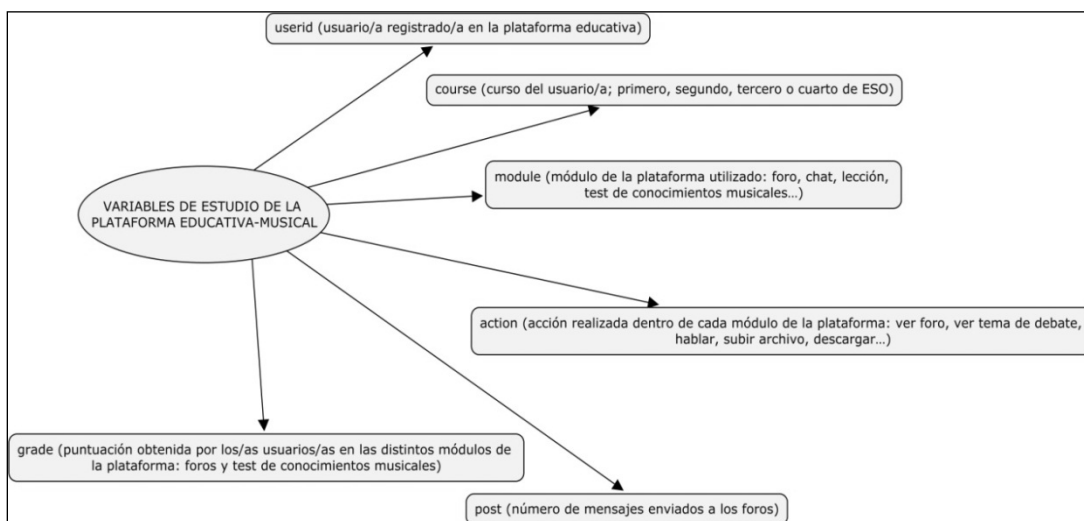 userid (usuario/a registrado/a en la plataforma educativa)
course (curso del usuario/a; primero, segundo, tercero o cuarto de ESO)
module (módulo de la plataforma utilizado: foro, chat, lección,
test de conocimientos musicales...)
VARIABLES DE ESTUDIO DE LA
PLATAFORMA EDUCATIVA-MUSICAL
action (acción realizada dentro de cada módulo de la plataforma: ver foro, ver tema de debate,
hablar, subir archivo, descargar...)
grade (puntuación obtenida por los/as usuarios/as en las distintos módulos de
la plataforma: foros y test de conocimientos musicales)
post (número de mensajes enviados a los foros)